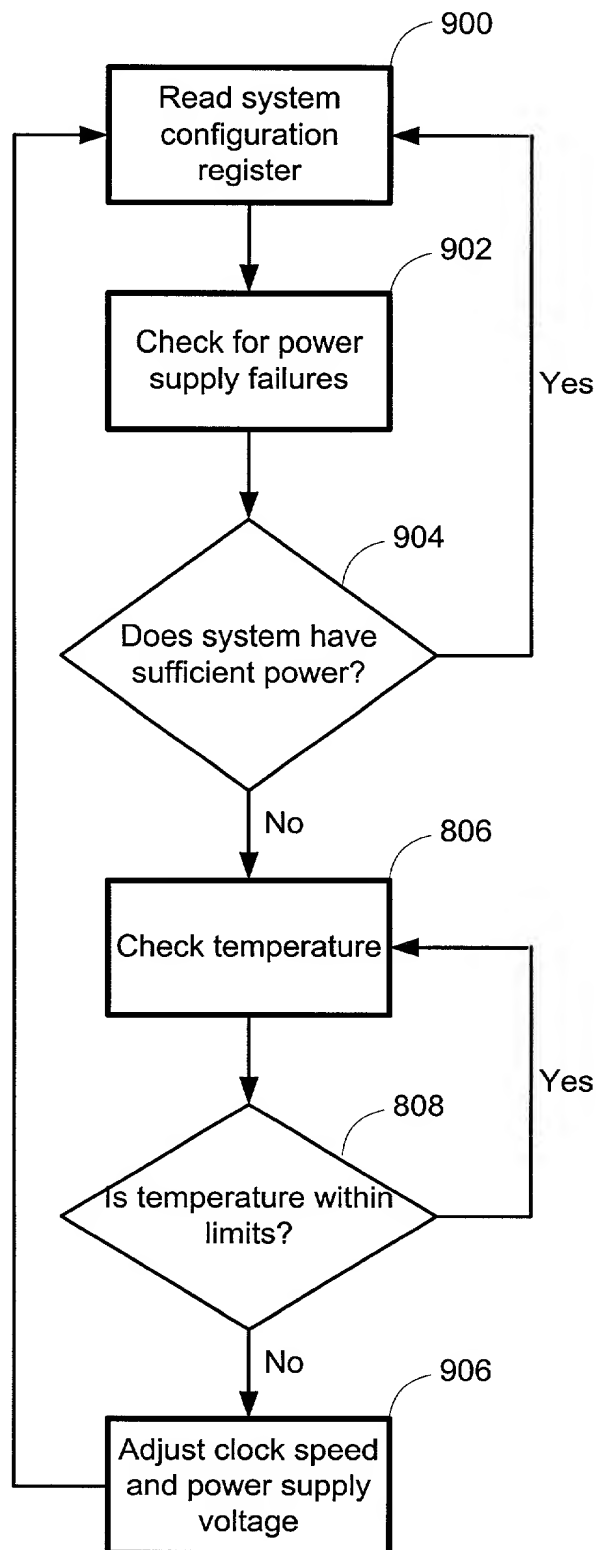 900
Read system
configuration
register
902
Check for power
supply failures
Yes
904
Does system have
sufficient power?
No
806
Check temperature
Yes
808
Is temperature within
limits?
No
906
Adjust clock speed
and power supply
voltage